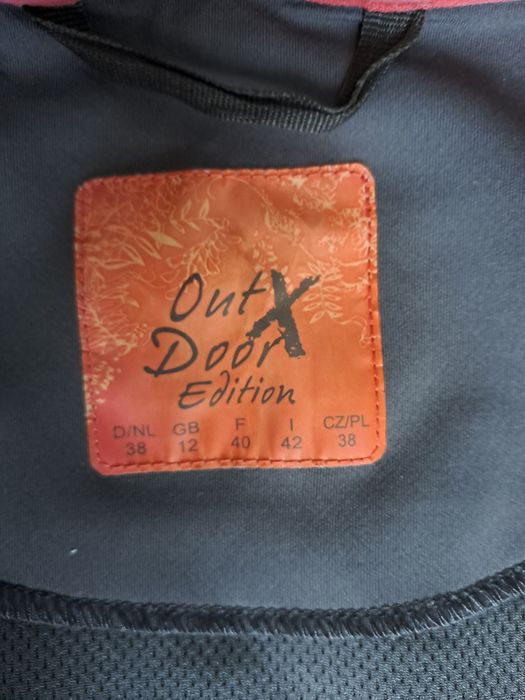 Out X
Door
Edition
D/NL GB F I CZ/PL
38 12 40 42 38